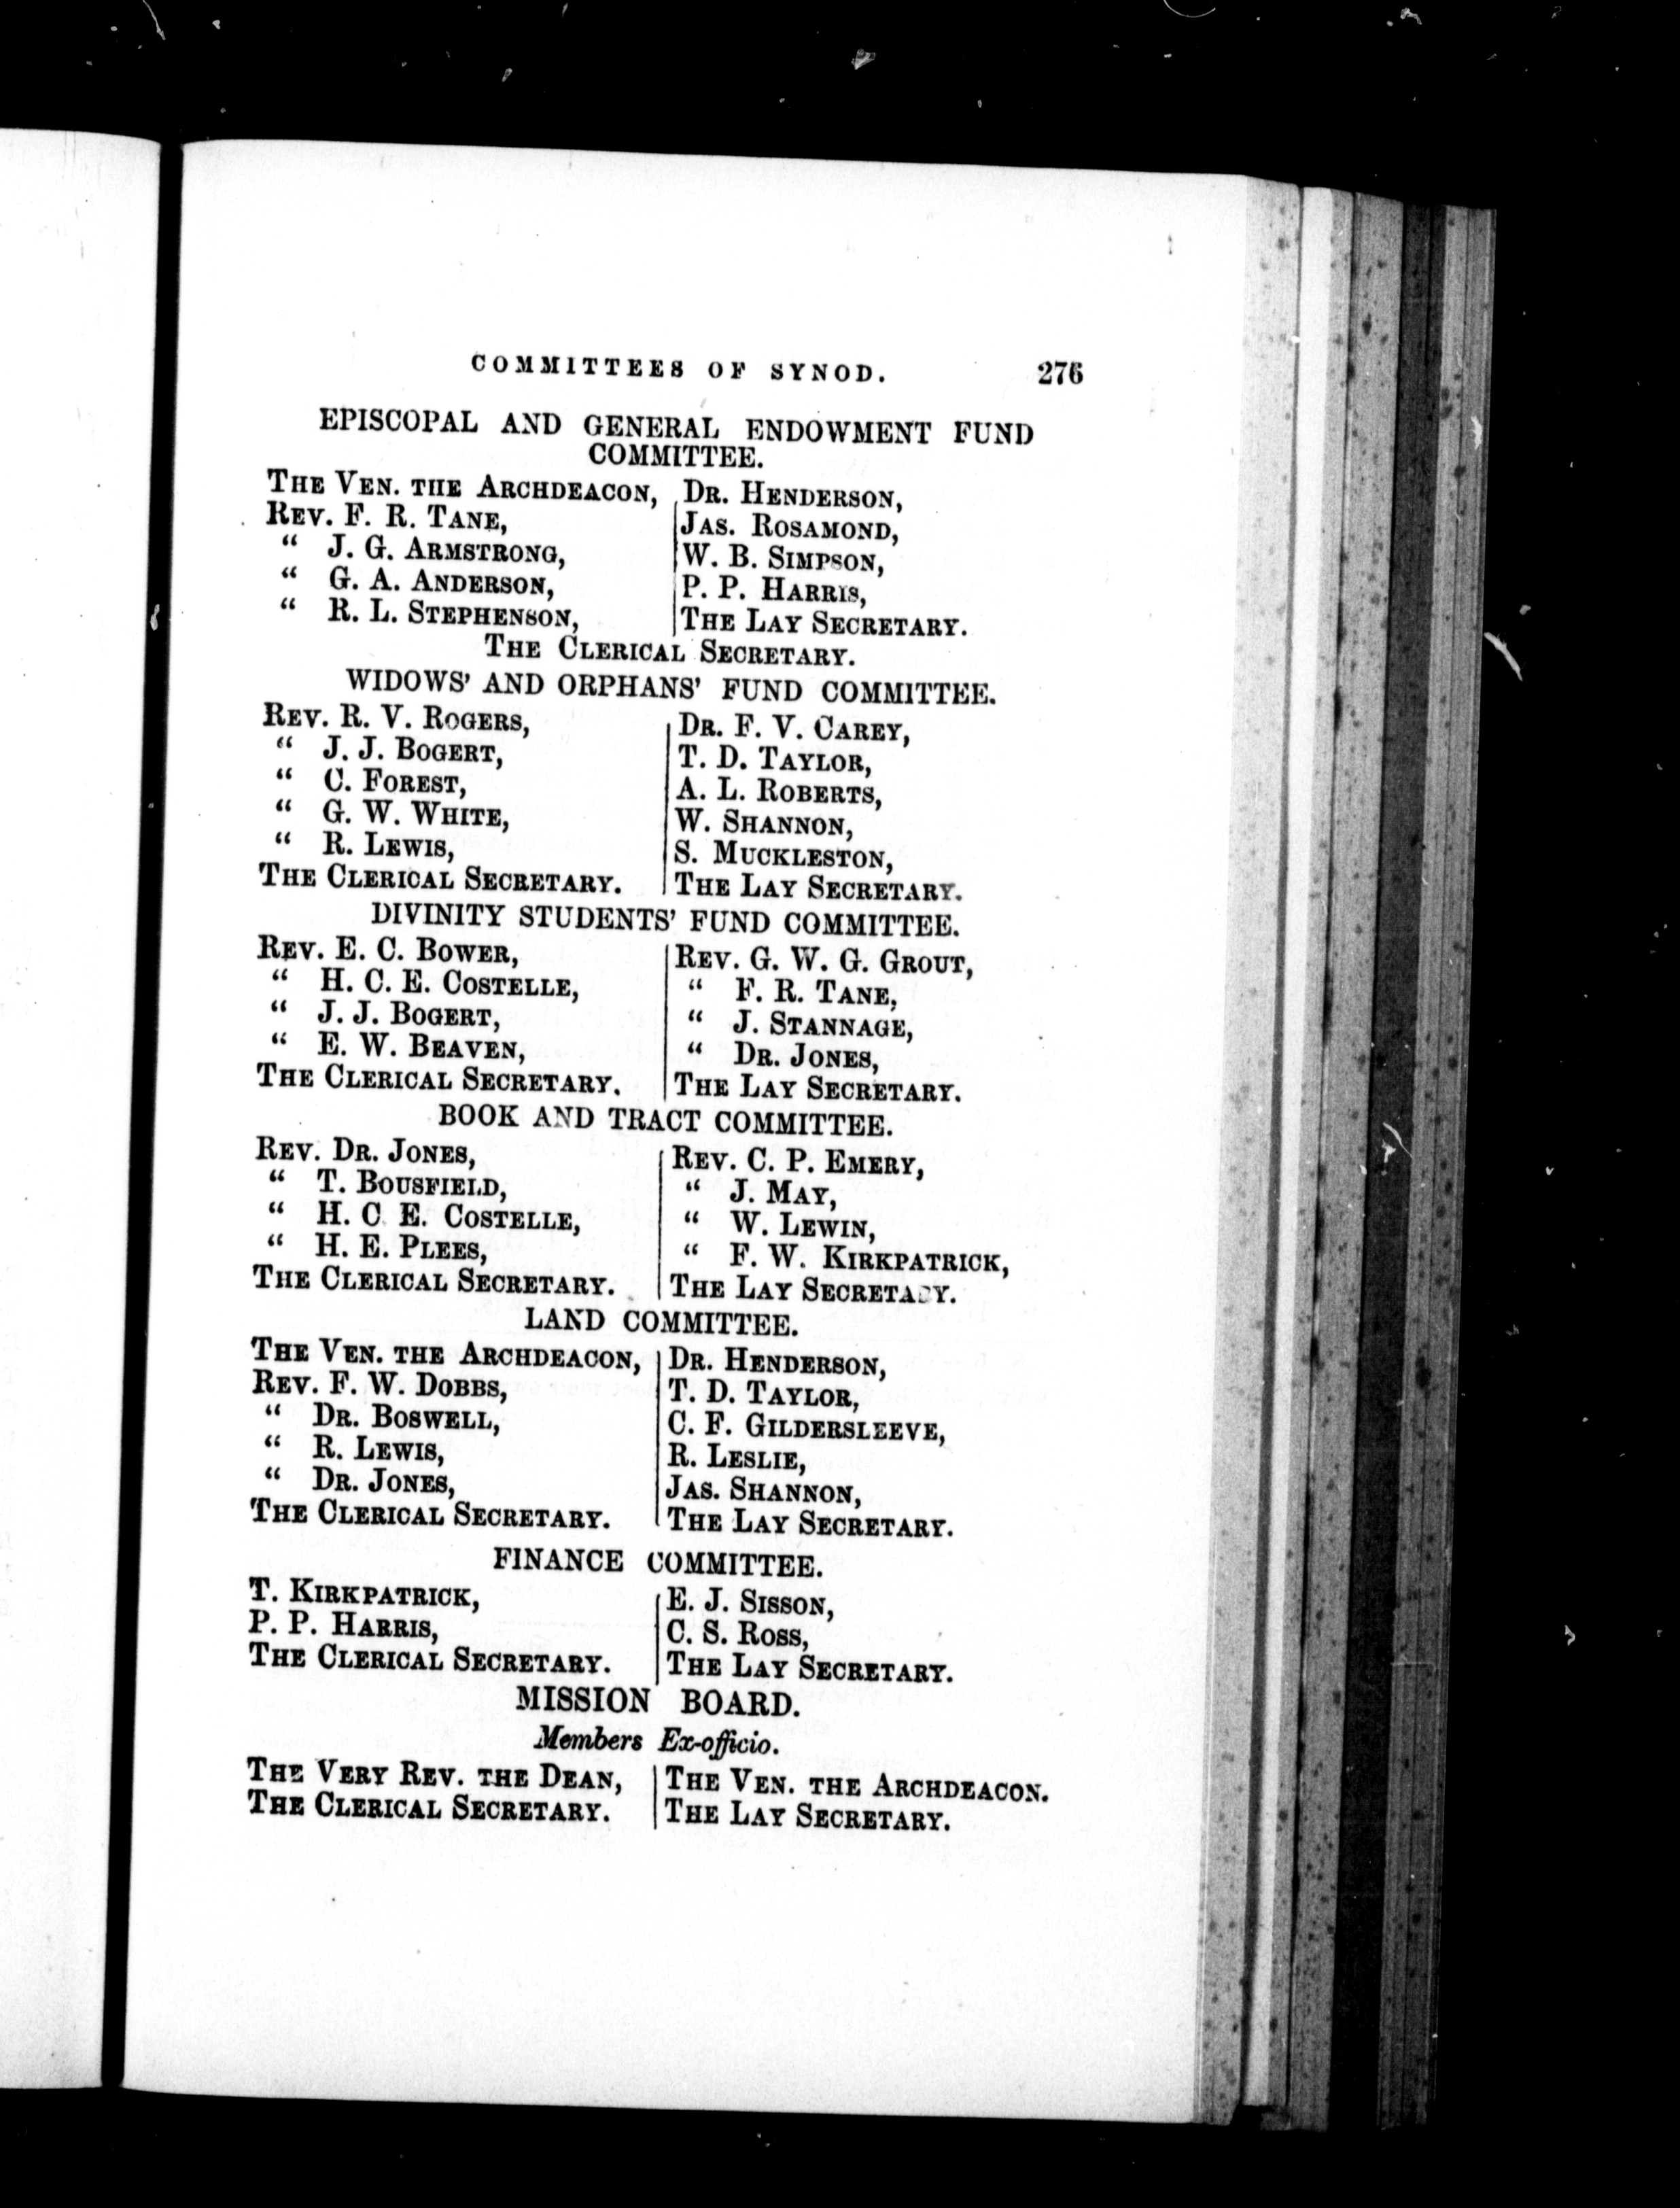 COMMITTEES OF SYNOD. 276
EPISCOPAL AND GENERAL ENDOWMENT FUND
COMMITTEE.
THE VEN. THE ARCHDEACON,
REV. F. R. TANE,
“ J. G. ARMSTRONG,
“ G. A. ANDERSON,
“ R. L. STEPHENSON,
DR. HENDERSON,
JAS. ROSAMOND,
W. B. SIMPSON,
P. P. HARRIS,
THE LAY SECRETARY.
THE CLERICAL SECRETARY.
WIDOWS’ AND ORPHANS’ FUND COMMITTEE.
REV. R. V. ROGERS,
“ J. J. BOGERT,
“ C. FOREST,
“ G. W. WHITE,
“ R. LEWIS,
THE CLERICAL SECRETARY.
DR. F. V. CAREY,
T. D. TAYLOR,
A. L. ROBERTS,
W. SHANNON,
S. MUCKLESTON,
THE LAY SECRETARY.
DIVINITY STUDENTS’ FUND COMMITTEE.
REV. E. C. BOWER,
“ H. C. E. COSTELLE,
“ J. J. BOGERT,
“ E. W. BEAVEN,
THE CLERICAL SECRETARY.
REV. G. W. G. GROUT,
“ F. R. TANE,
“ J. STANNAGE,
“ DR. JONES,
THE LAY SECRETARY.
BOOK AND TRACT COMMITTEE.
REV. DR. JONES,
“ T. BOUSFIELD,
“ H. C. E. COSTELLE,
“ H. E. PLEES,
THE CLERICAL SECRETARY.
REV. C. P. EMERY,
“ J. MAY,
“ W. LEWIN,
“ F. W. KIRKPATRICK,
THE LAY SECRETARY.
LAND COMMITTEE.
THE VEN. THE ARCHDEACON,
REV. F. W. DOBBS,
“ DR. BOSWELL,
“ R. LEWIS,
“ DR. JONES,
THE CLERICAL SECRETARY.
DR. HENDERSON,
T. D. TAYLOR,
C. F. GILDERSLEEVE,
R. LESLIE,
JAS. SHANNON,
THE LAY SECRETARY.
FINANCE COMMITTEE.
T. KIRKPATRICK,
P. P. HARRIS,
THE CLERICAL SECRETARY.
E. J. SISSON,
C. S. ROSS,
THE LAY SECRETARY.
MISSION BOARD.
Members Ex-officio.
THE VERY REV. THE DEAN,
THE CLERICAL SECRETARY.
THE VEN. THE ARCHDEACON.
THE LAY SECRETARY.